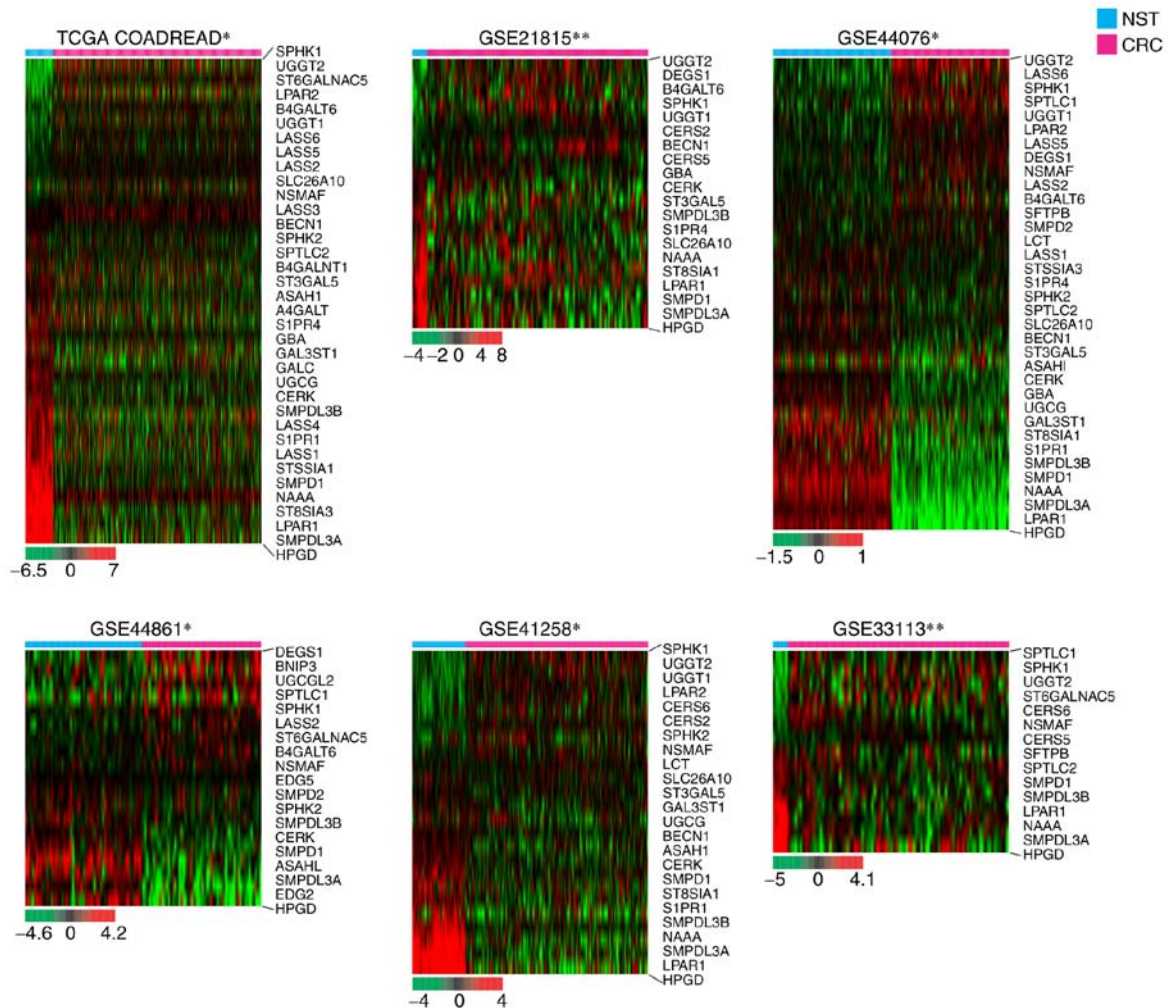 NST
CRC
TCGA COADREAD*
SPHK1
UGGT2
ST6GALNAC5
LPAR2
B4GALT6
UGGT1
LASS6
LASS5
LASS2
SLC26A10
NSMAF
LASS3
BECN1
SPHK2
SPTLC2
B4GALNT1
ST3GAL5
ASAH1
A4GALT
S1PR4
GBA
GAL3ST1
GALC
UGCG
CERK
SMPDL3B
LASS4
S1PR1
LASS1
STSSIA1
SMPD1
NAAA
ST8SIA3
LPAR1
SMPDL3A
HPGD
−6.5 0 7
GSE21815**
UGGT2
DEGS1
B4GALT6
SPHK1
UGGT1
CERS2
BECN1
CERS5
GBA
CERK
ST3GAL5
SMPDL3B
S1PR4
SLC26A10
NAAA
ST8SIA1
LPAR1
SMPD1
SMPDL3A
HPGD
−4 −2 0 4 8
GSE44076*
UGGT2
LASS6
SPHK1
SPTLC1
UGGT1
LPAR2
LASS5
DEGS1
NSMAF
LASS2
B4GALT6
SFTPB
SMPD2
LCT
LASS1
STSSIA3
S1PR4
SPHK2
SPTLC2
SLC26A10
BECN1
ST3GAL5
ASAHI
CERK
GBA
UGCG
GAL3ST1
ST8SIA1
S1PR1
SMPDL3B
SMPD1
NAAA
SMPDL3A
LPAR1
HPGD
−1.5 0 1
GSE44861*
DEGS1
BNIP3
UGCGL2
SPTLC1
SPHK1
LASS2
ST6GALNAC5
B4GALT6
NSMAF
EDG5
SMPD2
SPHK2
SMPDL3B
CERK
SMPD1
ASAHL
SMPDL3A
EDG2
HPGD
−4.6 0 4.2
GSE41258*
SPHK1
UGGT2
UGGT1
LPAR2
CERS6
CERS2
SPHK2
NSMAF
LCT
SLC26A10
ST3GAL5
GAL3ST1
UGCG
BECN1
ASAH1
CERK
SMPD1
ST8SIA1
S1PR1
SMPDL3B
NAAA
SMPDL3A
LPAR1
HPGD
−4 0 4
GSE33113**
SPTLC1
SPHK1
UGGT2
ST6GALNAC5
CERS6
NSMAF
CERS5
SFTPB
SPTLC2
SMPD1
SMPDL3B
LPAR1
NAAA
SMPDL3A
HPGD
−5 0 4.1